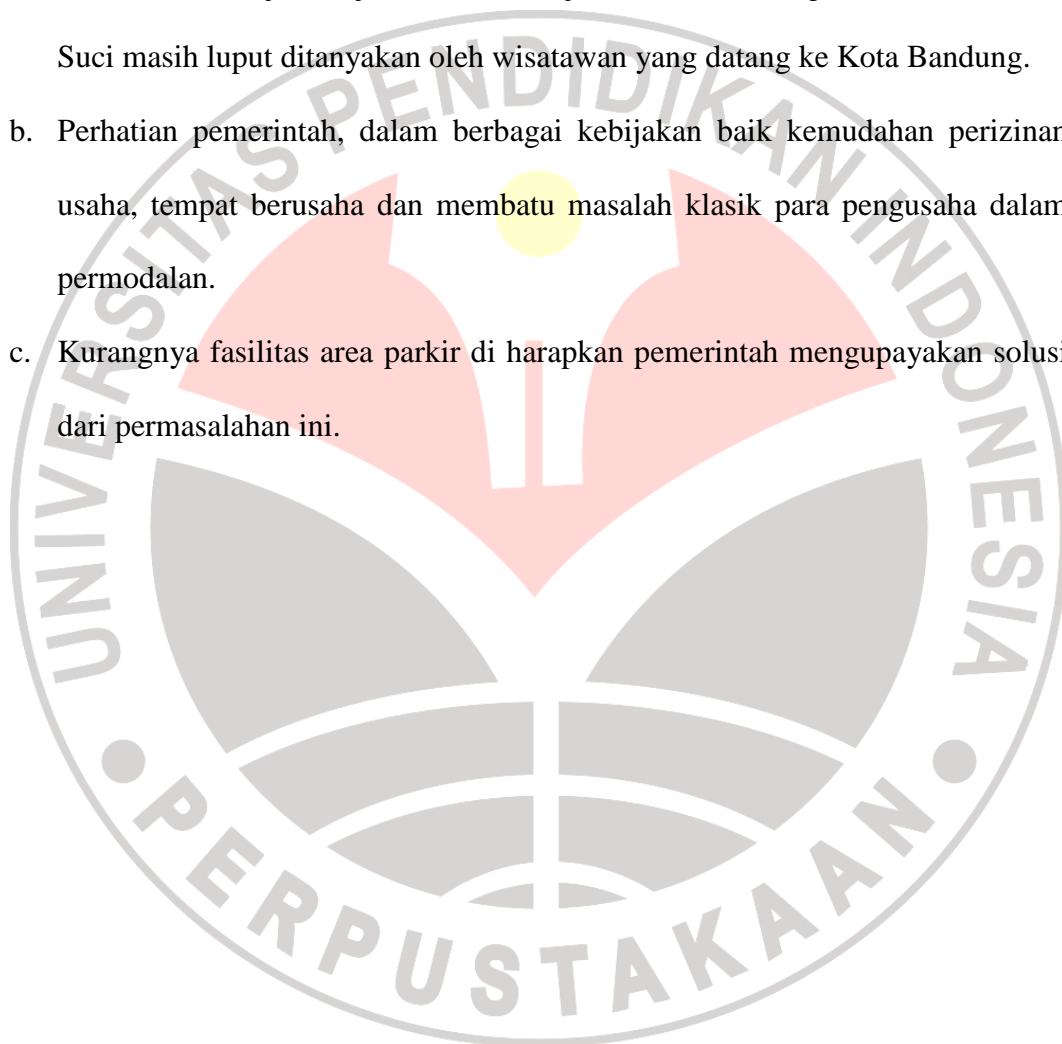 Suci masih luput ditanyakan oleh wisatawan yang datang ke Kota Bandung.
b. Perhatian pemerintah, dalam berbagai kebijakan baik kemudahan perizinan
usaha, tempat berusaha dan membatu masalah klasik para pengusaha dalam
permodalan.
c. Kurangnya fasilitas area parkir di harapkan pemerintah mengupayakan solusi
dari permasalahan ini.
UNIVERSITAS PENDIDIKAN INDONESIA
PERPUSTAKAAN